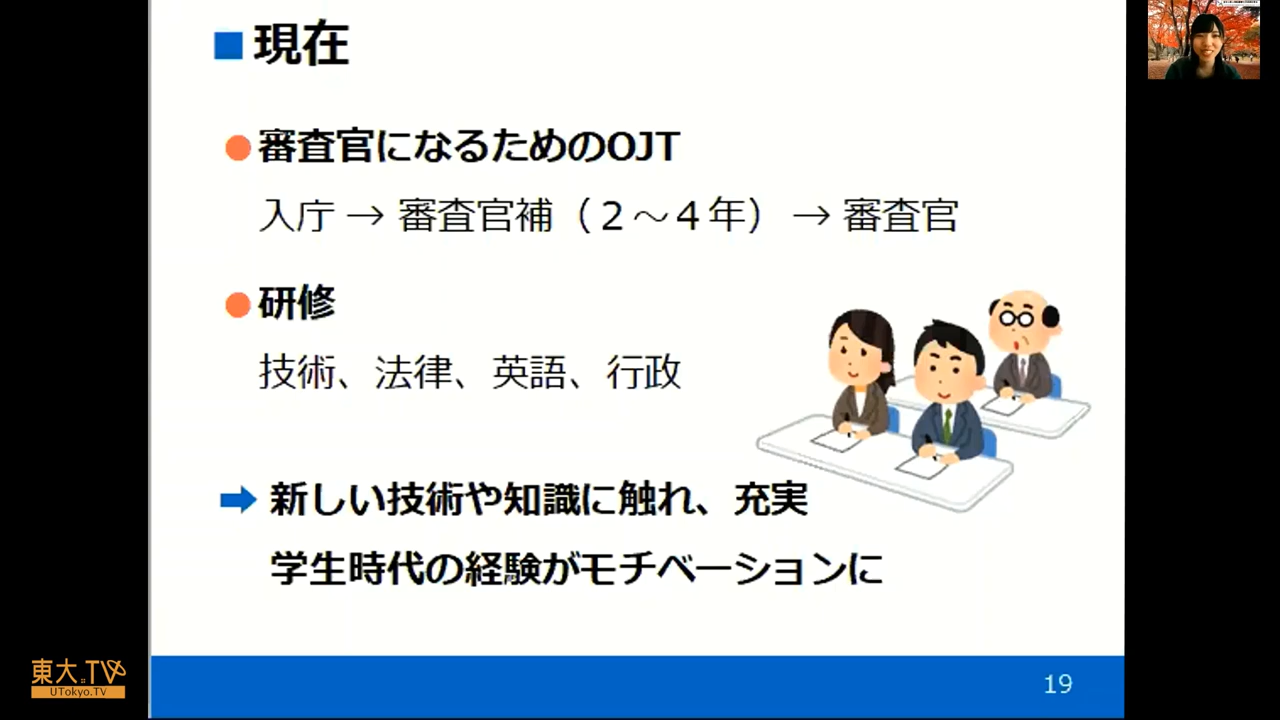 現在
審査官になるためのOJT
入庁 → 審査官補（２～４年） → 審査官
研修
技術、法律、英語、行政
新しい技術や知識に触れ、充実
学生時代の経験がモチベーションに
19
東大.TV
UTokyo.TV